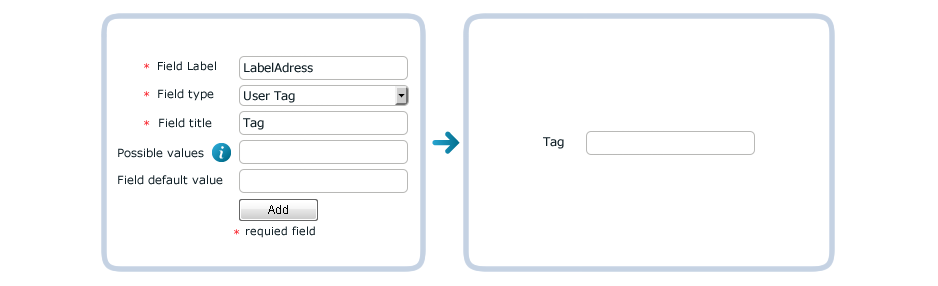 * Field Label LabelAdress
* Field type User Tag
* Field title Tag
Possible values i
Field default value
Add
* requied field
Tag